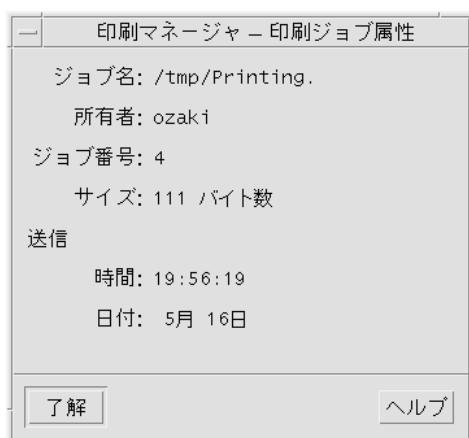 印刷マネージャ – 印刷ジョブ属性
ジョブ名: /tmp/Printing.
所有者: ozaki
ジョブ番号: 4
サイズ: 111 バイト数
送信
時間: 19:56:19
日付: 5月 16日
了解 ヘルプ